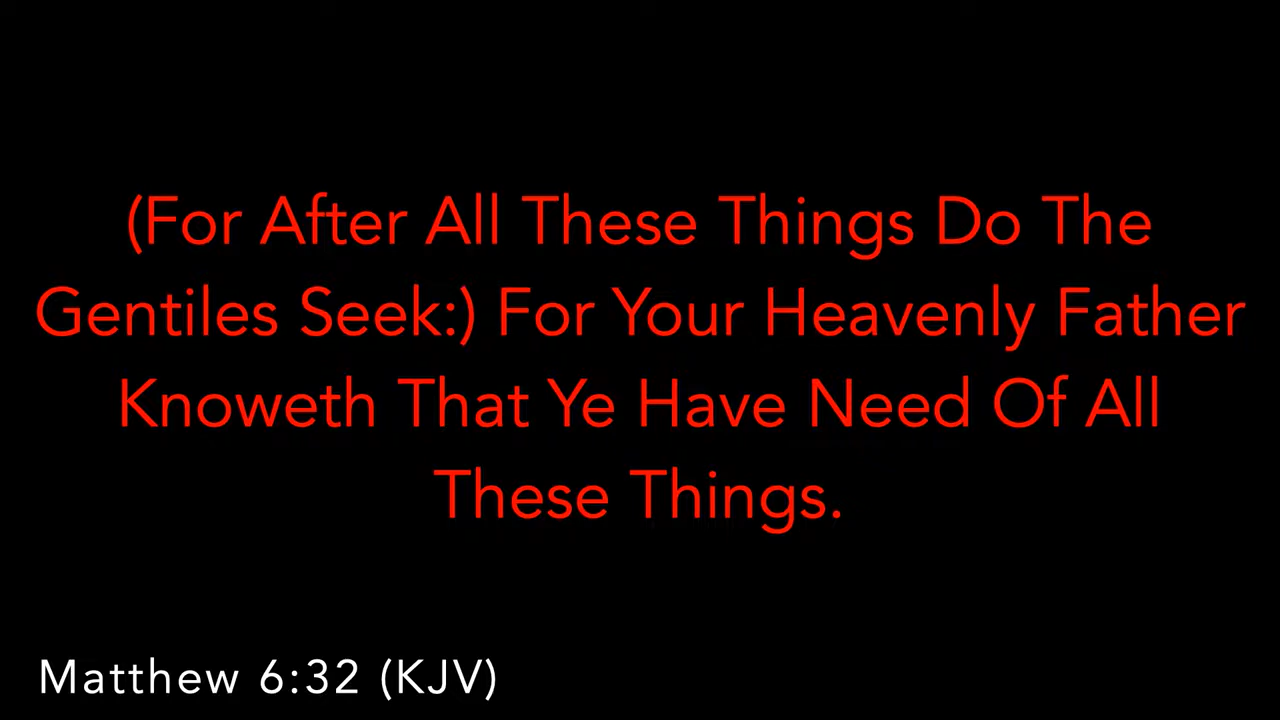 (For After All These Things Do The
Gentiles Seek:) For Your Heavenly Father
Knoweth That Ye Have Need Of All
These Things.
Matthew 6:32 (KJV)